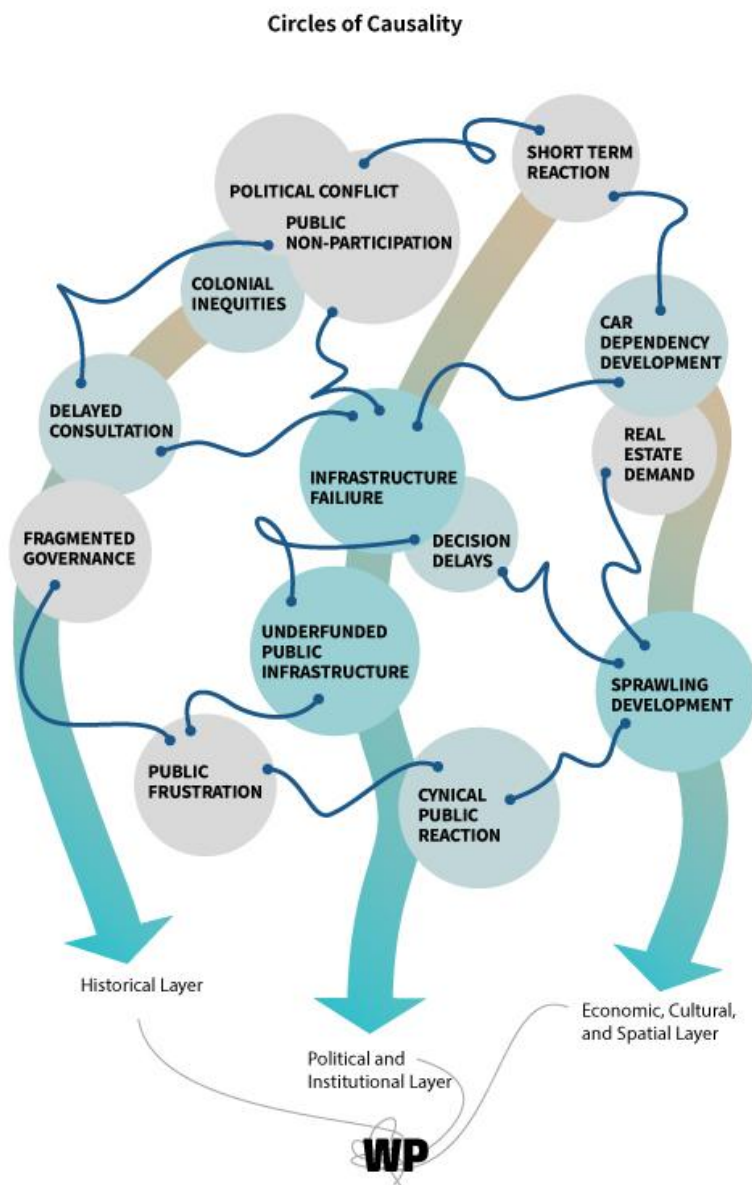 Circles of Causality
SHORT TERM
REACTION
POLITICAL CONFLICT
PUBLIC
NON-PARTICIPATION
COLONIAL
INEQUITIES
CAR
DEPENDENCY
DEVELOPMENT
DELAYED
CONSULTATION
REAL
ESTATE
DEMAND
INFRASTRUCTURE
FAILIURE
FRAGMENTED
GOVERNANCE
DECISION
DELAYS
UNDERFUNDED
PUBLIC
INFRASTRUCTURE
SPRAWLING
DEVELOPMENT
PUBLIC
FRUSTRATION
CYNICAL
PUBLIC
REACTION
Historical Layer
Political and
Institutional Layer
Economic, Cultural,
and Spatial Layer
WP